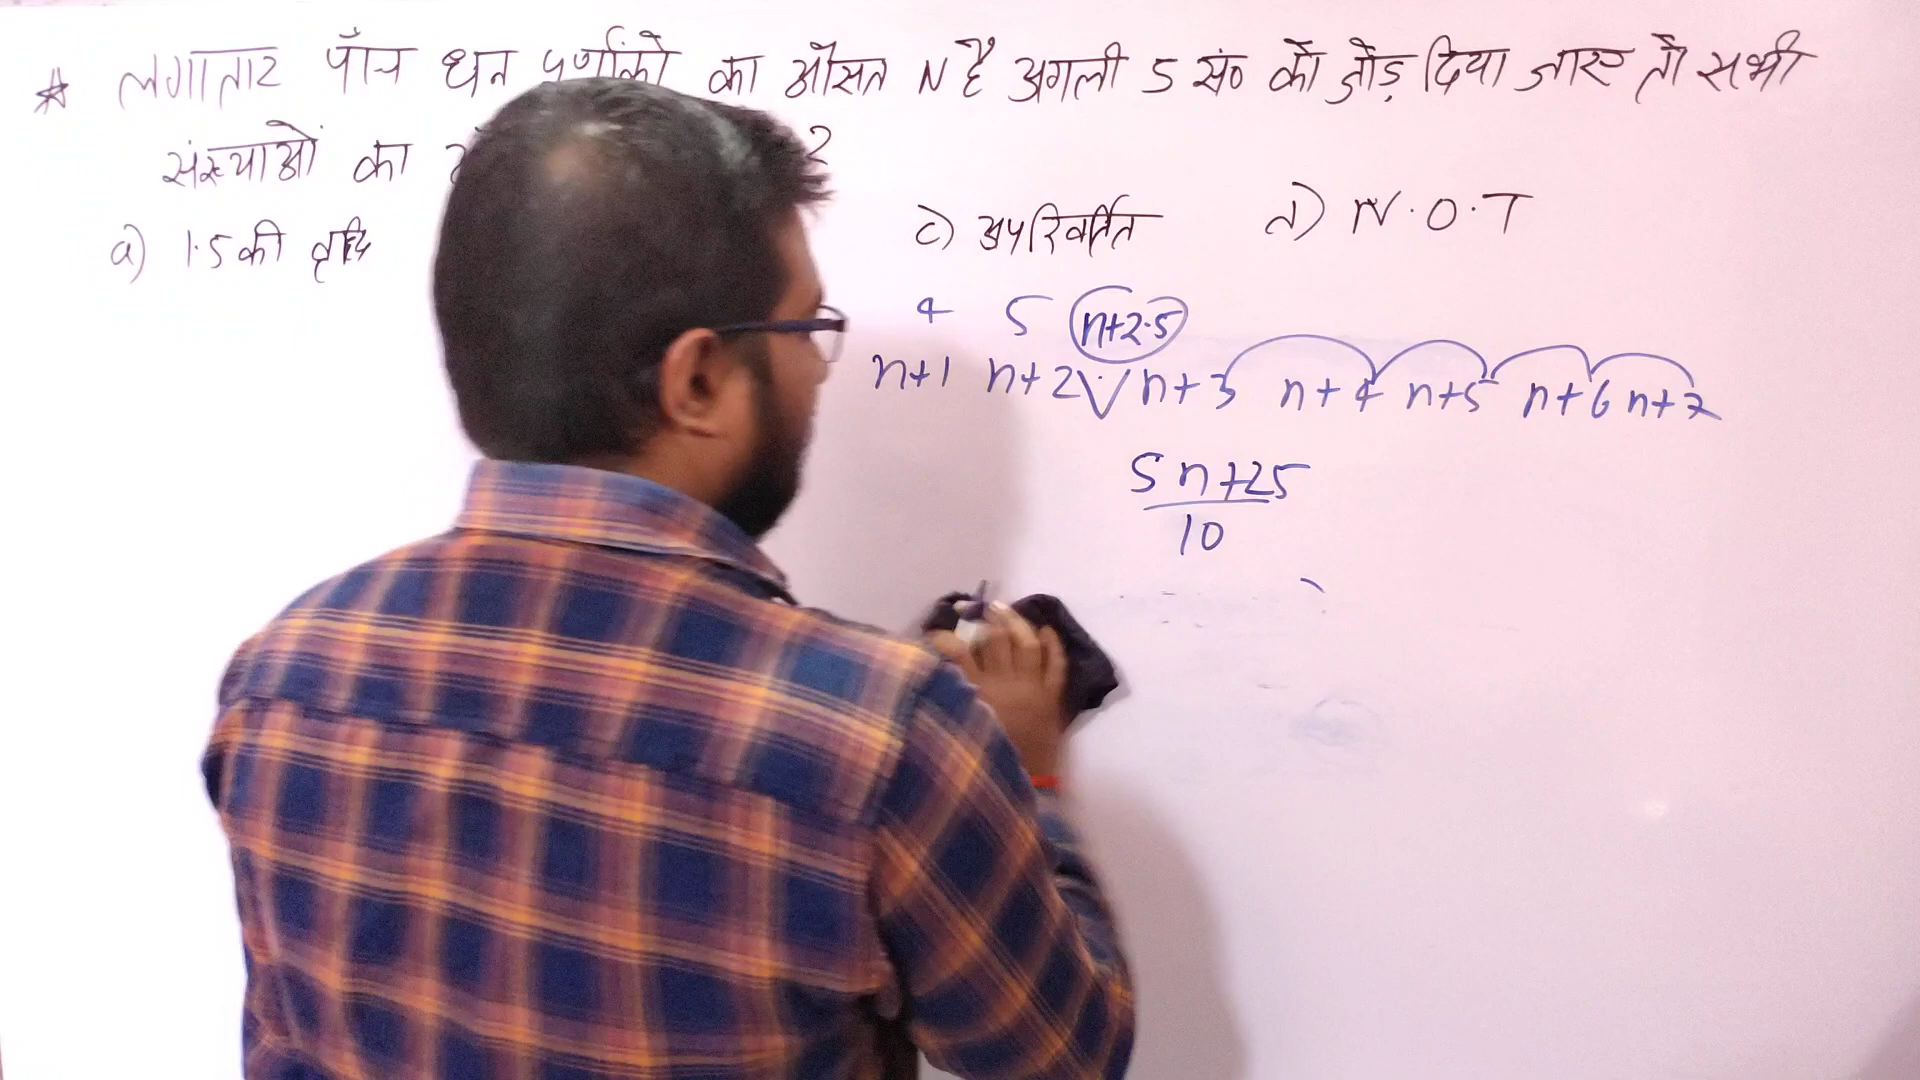 * लगातार पाँच धन पूर्णांको का औसत N है अगली 5 सं० को जोड़ दिया जाए तो सभी
संख्याओं का ?
a) 1.5 की वृद्धि c) अपरिवर्तित d) N.O.T
4 5 n+2.5
n+1 n+2 n+3 n+4 n+5 n+6 n+7
5n+25
10